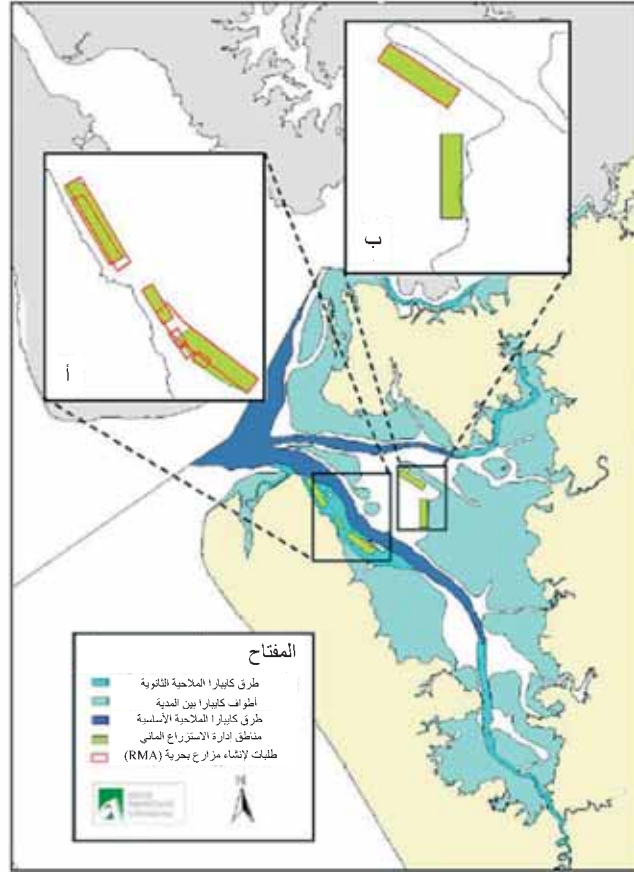 ب
أ
المفتاح
طرق كايبارا الملاحية الثانوية
أطواف كايبارا بين المدية
طرق كايبارا الملاحية الأساسية
مناطق ادارة الاستزراع المائي
طلبات لإنشاء مزارع بحرية (RMA)
N